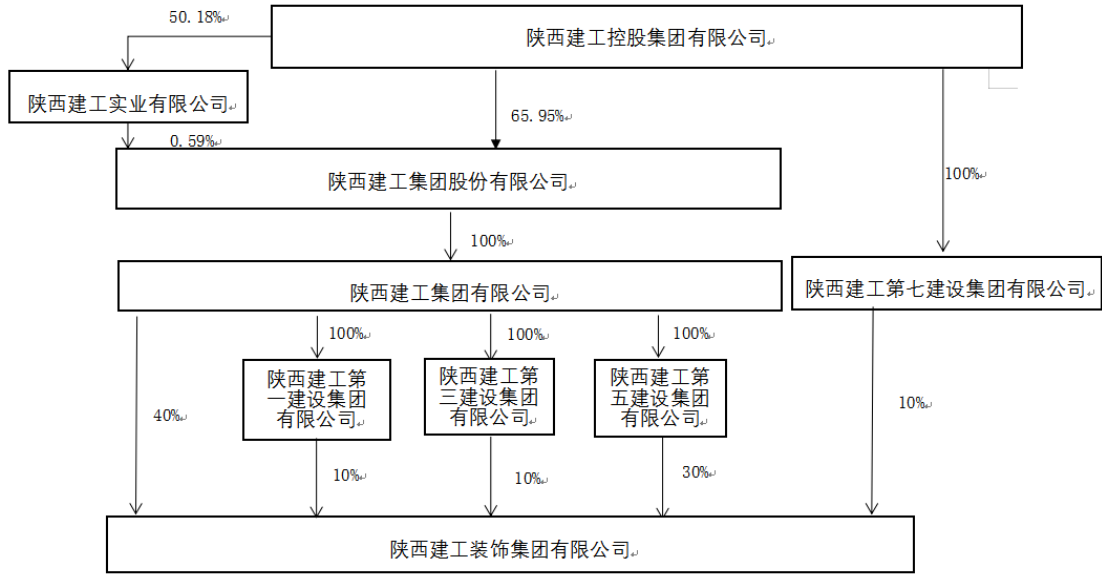 50.18%
陕西建工控股集团有限公司
陕西建工实业有限公司
65.95%
0.59%
陕西建工集团股份有限公司
100%
100%
陕西建工集团有限公司
陕西建工第七建设集团有限公司
100%
100%
100%
陕西建工第
一建设集团
有限公司
陕西建工第
三建设集团
有限公司
陕西建工第
五建设集团
有限公司
40%
10%
10%
10%
30%
陕西建工装饰集团有限公司